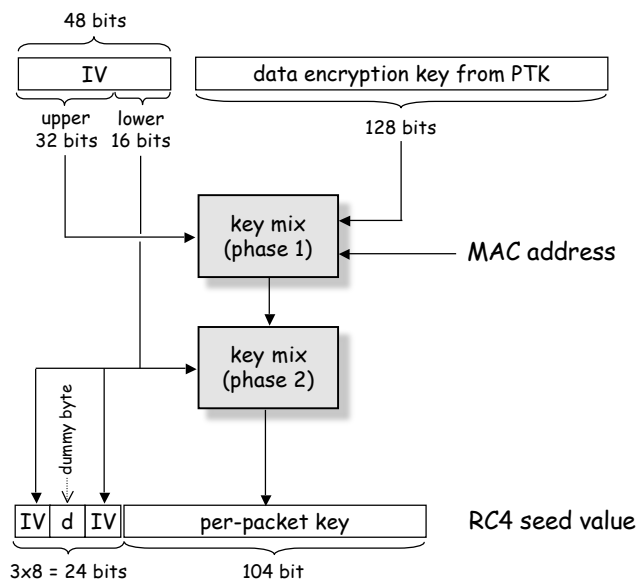 48 bits
IV
data encryption key from PTK
upper
32 bits
lower
16 bits
128 bits
key mix
(phase 1)
MAC address
key mix
(phase 2)
dummy byte
IV d IV
per-packet key
RC4 seed value
3x8 = 24 bits
104 bit